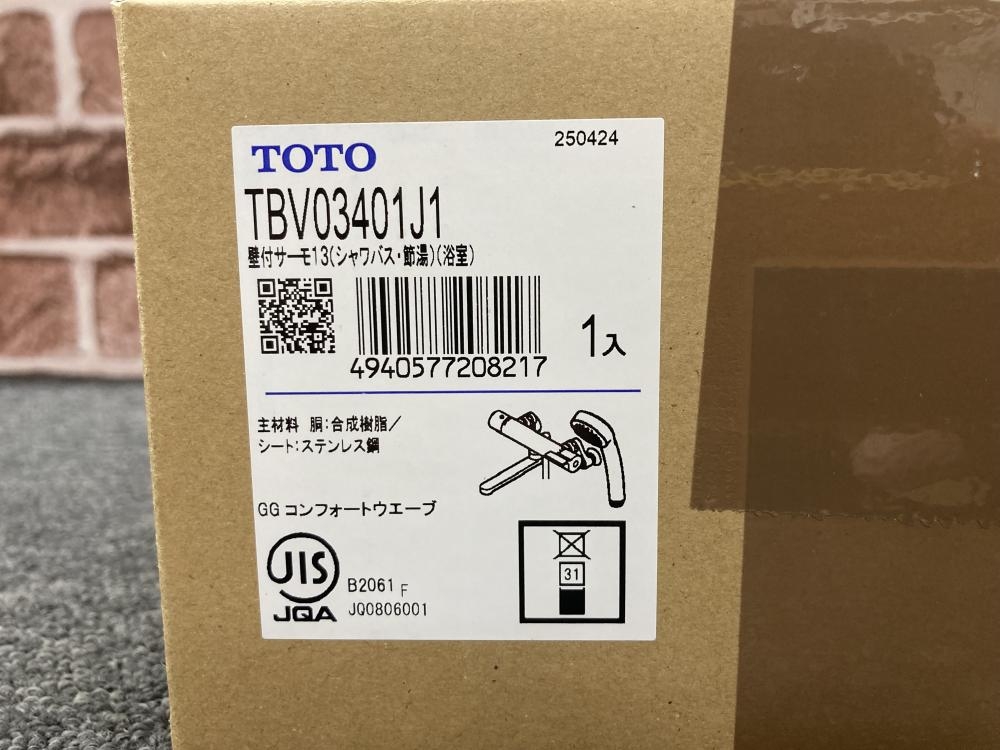 250424
TOTO
TBV03401J1
壁付サーモ13(シャワバス・節湯)(浴室)
4940577208217
1入
主材料 胴:合成樹脂/
シート:ステンレス鋼
GG コンフォートウエーブ
JIS
JQA
B2061 F
JQ0806001
31